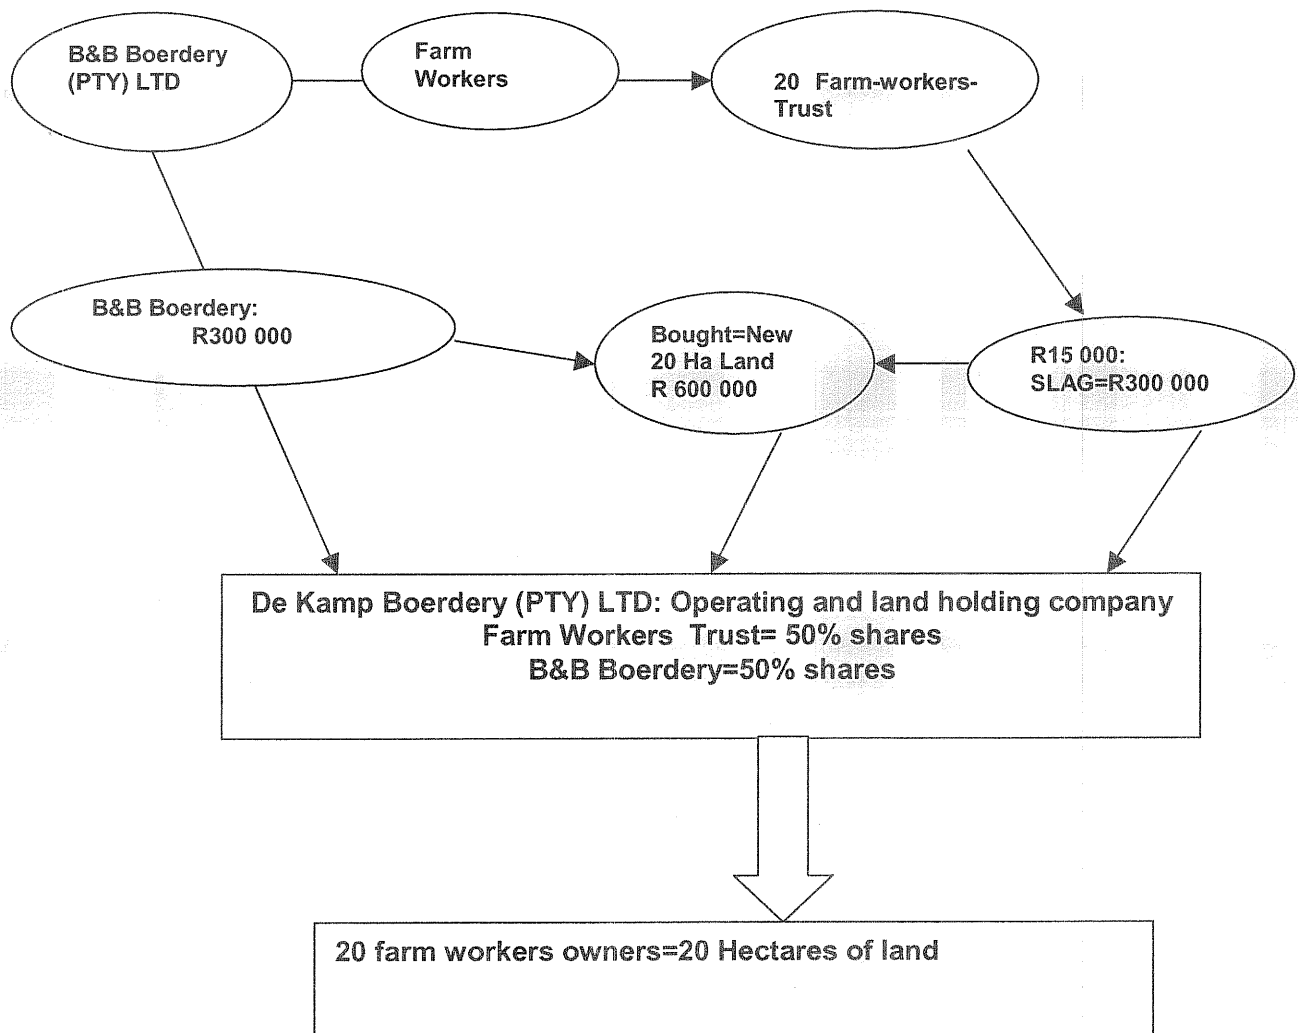 B&B Boerdery
(PTY) LTD
Farm
Workers
20 Farm-workers-
Trust
B&B Boerdery:
R300 000
Bought=New
20 Ha Land
R 600 000
R15 000:
SLAG=R300 000
De Kamp Boerdery (PTY) LTD: Operating and land holding company
Farm Workers Trust= 50% shares
B&B Boerdery=50% shares
20 farm workers owners=20 Hectares of land